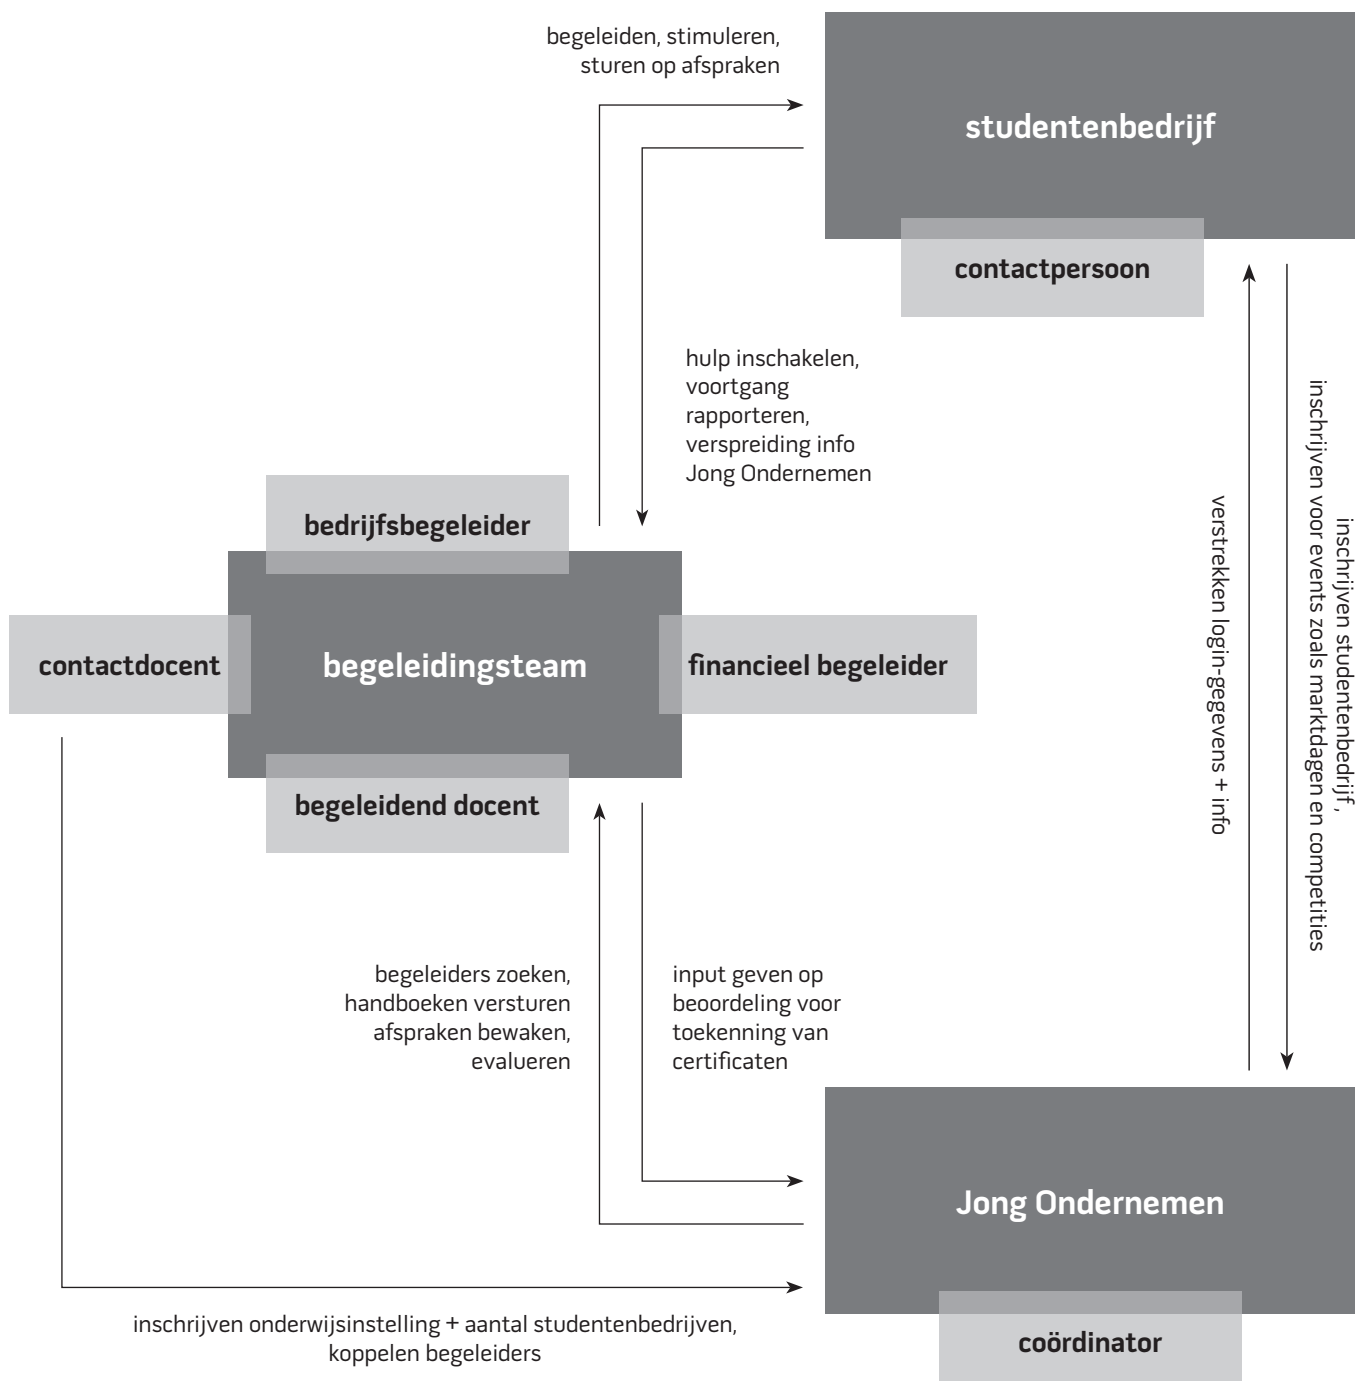 begeleiden, stimuleren,
sturen op afspraken
studentenbedrijf
contactpersoon
hulp inschakelen,
voortgang
rapporteren,
verspreiding info
Jong Ondernemen
inschrijven studentenbedrijf,
inschrijven voor events zoals marktdagen en competities
verstrekken login-gegevens + info
bedrijfsbegeleider
contactdocent
begeleidingsteam
financieel begeleider
begeleidend docent
begeleiders zoeken,
handboeken versturen
afspraken bewaken,
evalueren
input geven op
beoordeling voor
toekenning van
certificaten
Jong Ondernemen
coördinator
inschrijven onderwijsinstelling + aantal studentenbedrijven,
koppelen begeleiders